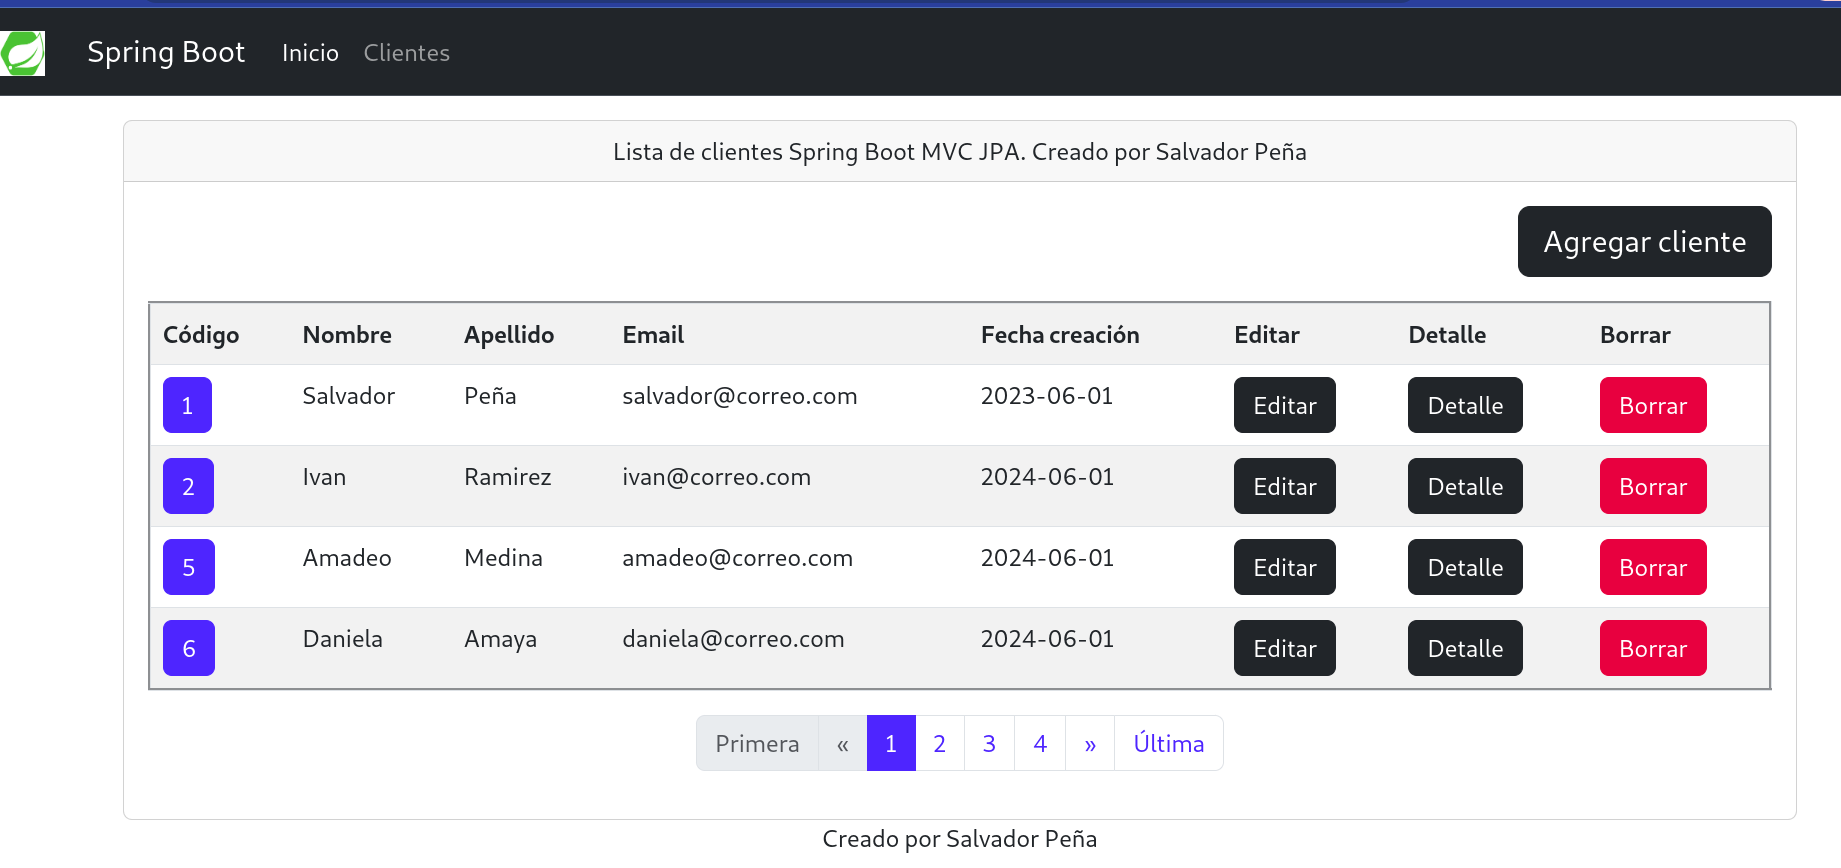 Spring Boot Inicio Clientes
Lista de clientes Spring Boot MVC JPA. Creado por Salvador Peña
Agregar cliente
Código Nombre Apellido Email Fecha creación Editar Detalle Borrar
1 Salvador Peña salvador@correo.com 2023-06-01 Editar Detalle Borrar
2 Ivan Ramirez ivan@correo.com 2024-06-01 Editar Detalle Borrar
5 Amadeo Medina amadeo@correo.com 2024-06-01 Editar Detalle Borrar
6 Daniela Amaya daniela@correo.com 2024-06-01 Editar Detalle Borrar
Primera « 1 2 3 4 » Última
Creado por Salvador Peña